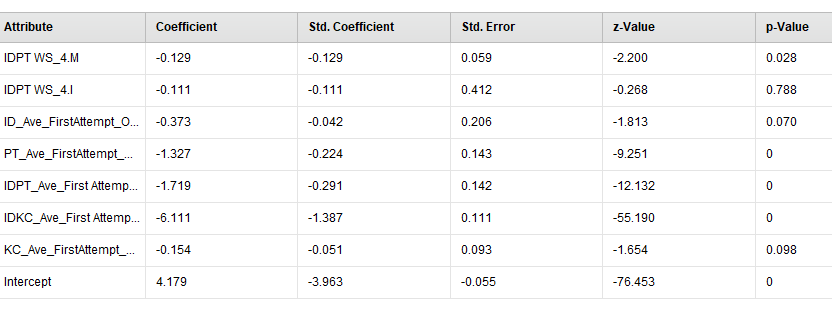 Attribute Coefficient Std. Coefficient Std. Error z-Value p-Value
IDPT WS_4.M -0.129 -0.129 0.059 -2.200 0.028
IDPT WS_4.I -0.111 -0.111 0.412 -0.268 0.788
ID_Ave_FirstAttempt_O... -0.373 -0.042 0.206 -1.813 0.070
PT_Ave_FirstAttempt_... -1.327 -0.224 0.143 -9.251 0
IDPT_Ave_First Attemp... -1.719 -0.291 0.142 -12.132 0
IDKC_Ave_First Attemp... -6.111 -1.387 0.111 -55.190 0
KC_Ave_FirstAttempt_... -0.154 -0.051 0.093 -1.654 0.098
Intercept 4.179 -3.963 -0.055 -76.453 0